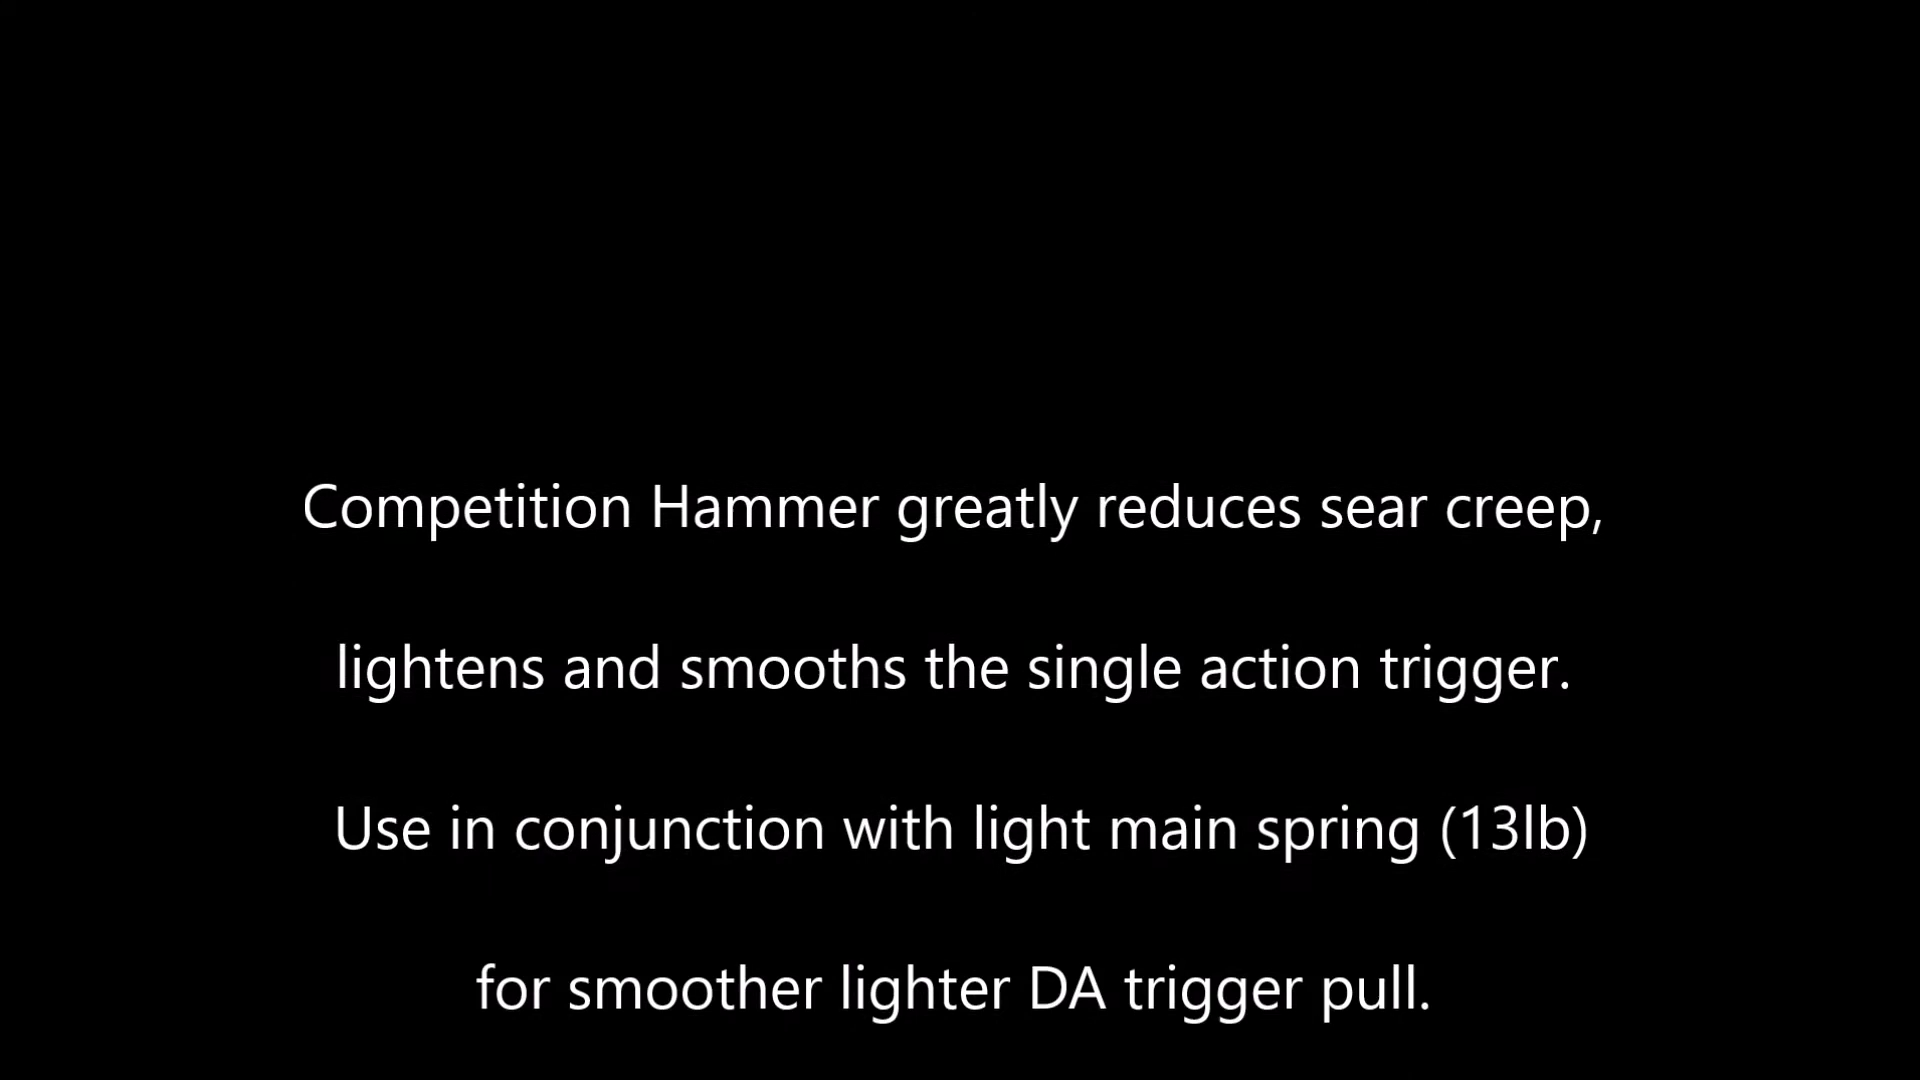 Competition Hammer greatly reduces sear creep,
lightens and smooths the single action trigger.
Use in conjunction with light main spring (13lb)
for smoother lighter DA trigger pull.